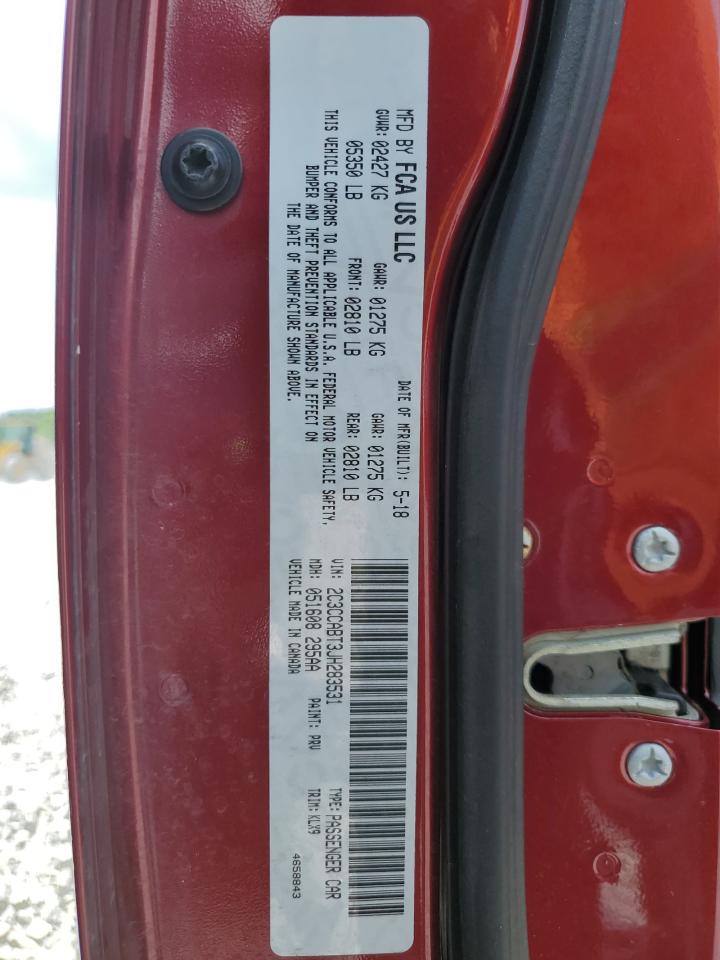 MFD BY FCA US LLC DATE OF MFR(BUILT): 5-18
GVWR: 02427 KG GAWR: 01275 KG GAWR: 01275 KG
05350 LB FRONT: 02810 LB REAR: 02810 LB
THIS VEHICLE CONFORMS TO ALL APPLICABLE U.S.A. FEDERAL MOTOR VEHICLE SAFETY,
BUMPER AND THEFT PREVENTION STANDARDS IN EFFECT ON
THE DATE OF MANUFACTURE SHOWN ABOVE.
VIN: 2C3CCABT3JH283531 TYPE: PASSENGER CAR
MDH: 051608 295AA PAINT: PRV TRIM: KLX9
VEHICLE MADE IN CANADA 4658843